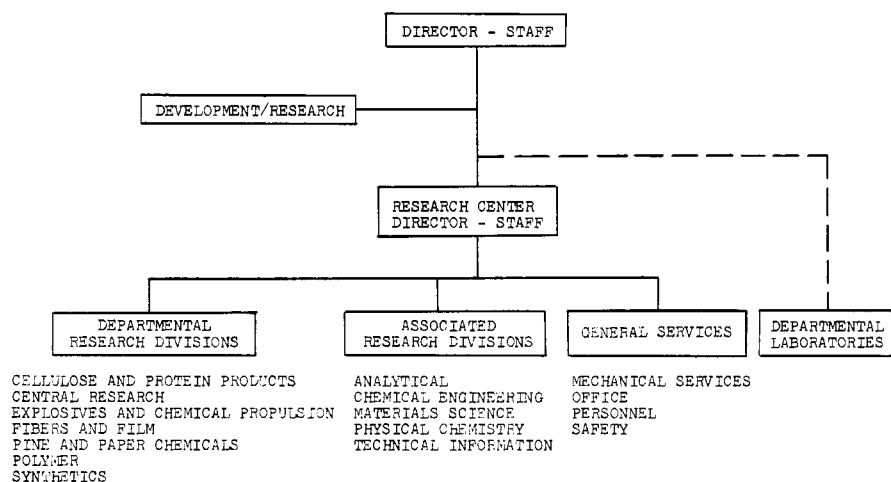 DIRECTOR - STAFF
DEVELOPMENT/RESEARCH
RESEARCH CENTER
DIRECTOR - STAFF
DEPARTMENTAL
RESEARCH DIVISIONS
ASSOCIATED
RESEARCH DIVISIONS
GENERAL SERVICES
DEPARTMENTAL
LABORATORIES
CELLULOSE AND PROTEIN PRODUCTS
CENTRAL RESEARCH
EXPLOSIVES AND CHEMICAL PROPULSION
FIBERS AND FILM
PINE AND PAPER CHEMICALS
POLYMER
SYNTHETICS
ANALYTICAL
CHEMICAL ENGINEERING
MATERIALS SCIENCE
PHYSICAL CHEMISTRY
TECHNICAL INFORMATION
MECHANICAL SERVICES
OFFICE
PERSONNEL
SAFETY